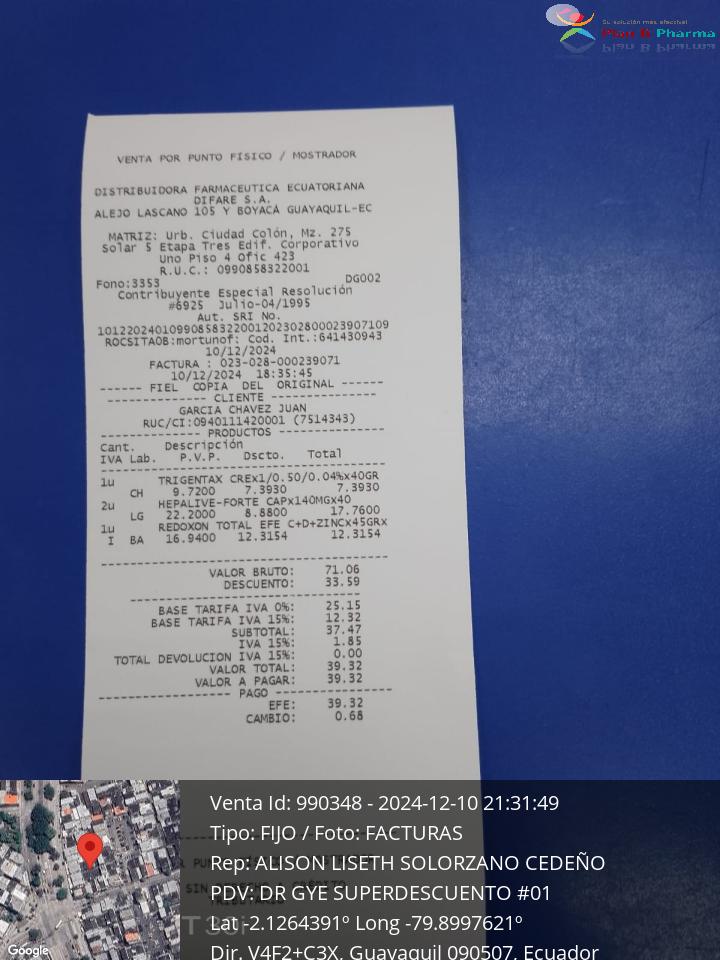 Su solución más efectiva!
Plan B Pharma
VENTA POR PUNTO FISICO / MOSTRADOR
DISTRIBUIDORA FARMACEUTICA ECUATORIANA
DIFARE S.A.
ALEJO LASCANO 105 Y BOYACA GUAYAQUIL-EC
MATRIZ: Urb. Ciudad Colón, Mz. 275
Solar 5 Etapa Tres Edif. Corporativo
Uno Piso 4 Ofic 423
R.U.C.: 0990858322001
Fono:3353 DG002
Contribuyente Especial Resolución
#6925 Julio-04/1995
Aut. SRI No.
10122024010990858322001202302800023907109
ROCSITAOB:mortunof: Cod. Int.:641430943
10/12/2024
FACTURA : 023-028-000239071
10/12/2024 18:35:45
------ FIEL COPIA DEL ORIGINAL ------
--------------- CLIENTE ---------------
GARCIA CHAVEZ JUAN
RUC/CI:0940111420001 (7514343)
--------------- PRODUCTOS ---------------
Cant. Descripción
IVA Lab. P.V.P. Dscto. Total
1u TRIGENTAX CREx1/0.50/0.04%x40GR
CH 9.7200 7.3930 7.3930
2u HEPALIVE-FORTE CAPx140MGx40
LG 22.2000 8.8800 17.7600
1u REDOXON TOTAL EFE C+D+ZINCx45GRx
I BA 16.9400 12.3154 12.3154
VALOR BRUTO: 71.06
DESCUENTO: 33.59
BASE TARIFA IVA 0%: 25.15
BASE TARIFA IVA 15%: 12.32
SUBTOTAL: 37.47
IVA 15%: 1.85
TOTAL DEVOLUCION IVA 15%: 0.00
VALOR TOTAL: 39.32
VALOR A PAGAR: 39.32
--------------- PAGO ---------------
EFE: 39.32
CAMBIO: 0.68
Venta Id: 990348 - 2024-12-10 21:31:49
Tipo: FIJO / Foto: FACTURAS
Rep: ALISON LISETH SOLORZANO CEDEÑO
PDV: DR GYE SUPERDESCUENTO #01
Lat -2.1264391º Long -79.8997621º
Dir. V4F2+C3X, Guayaquil 090507, Ecuador
Google